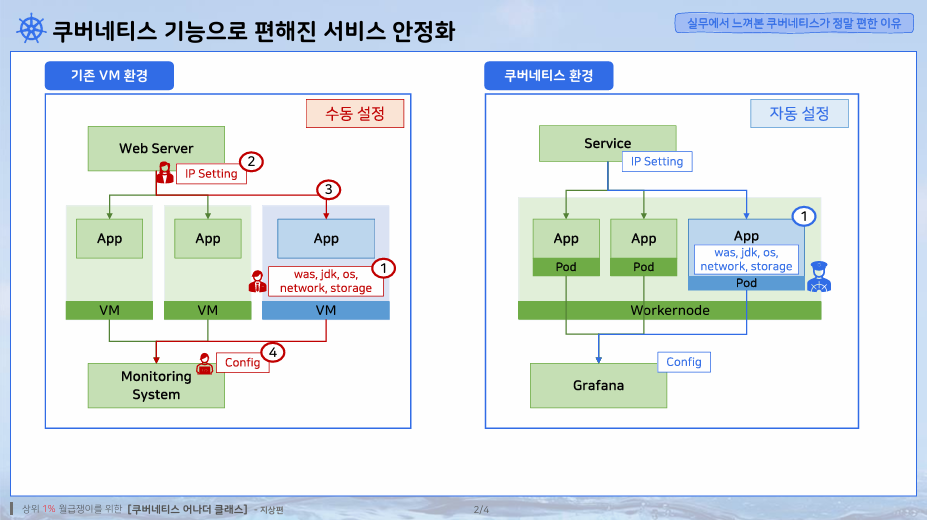 쿠버네티스 기능으로 편해진 서비스 안정화
실무에서 느껴본 쿠버네티스가 정말 편한 이유
기존 VM 환경
수동 설정
Web Server
2
IP Setting
3
App
App
App
1
was, jdk, os,
network, storage
VM
VM
VM
4
Config
Monitoring
System
쿠버네티스 환경
자동 설정
Service
IP Setting
1
App
App
App
was, jdk, os,
network, storage
Pod
Pod
Pod
Workernode
Config
Grafana
상위 1% 월급쟁이를 위한 [쿠버네티스 어나더 클래스] - 지상편
2/4